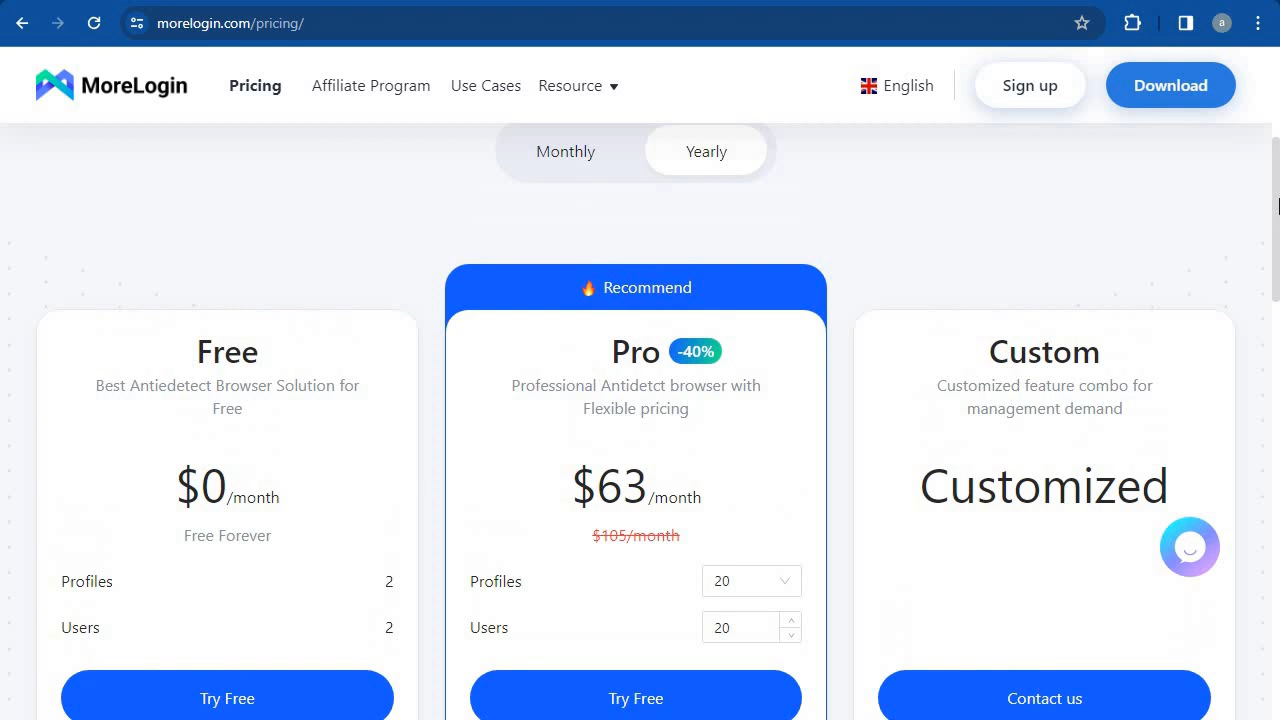 morelogin.com/pricing/
a
MoreLogin
Pricing
Affiliate Program
Use Cases
Resource
English
Sign up
Download
Monthly
Yearly
Recommend
Free
Best Antiedetect Browser Solution for
Free
$0/month
Free Forever
Profiles 2
Users 2
Try Free
Pro -40%
Professional Antidetct browser with
Flexible pricing
$63/month
$105/month
Profiles 20
Users 20
Try Free
Custom
Customized feature combo for
management demand
Customized
Contact us